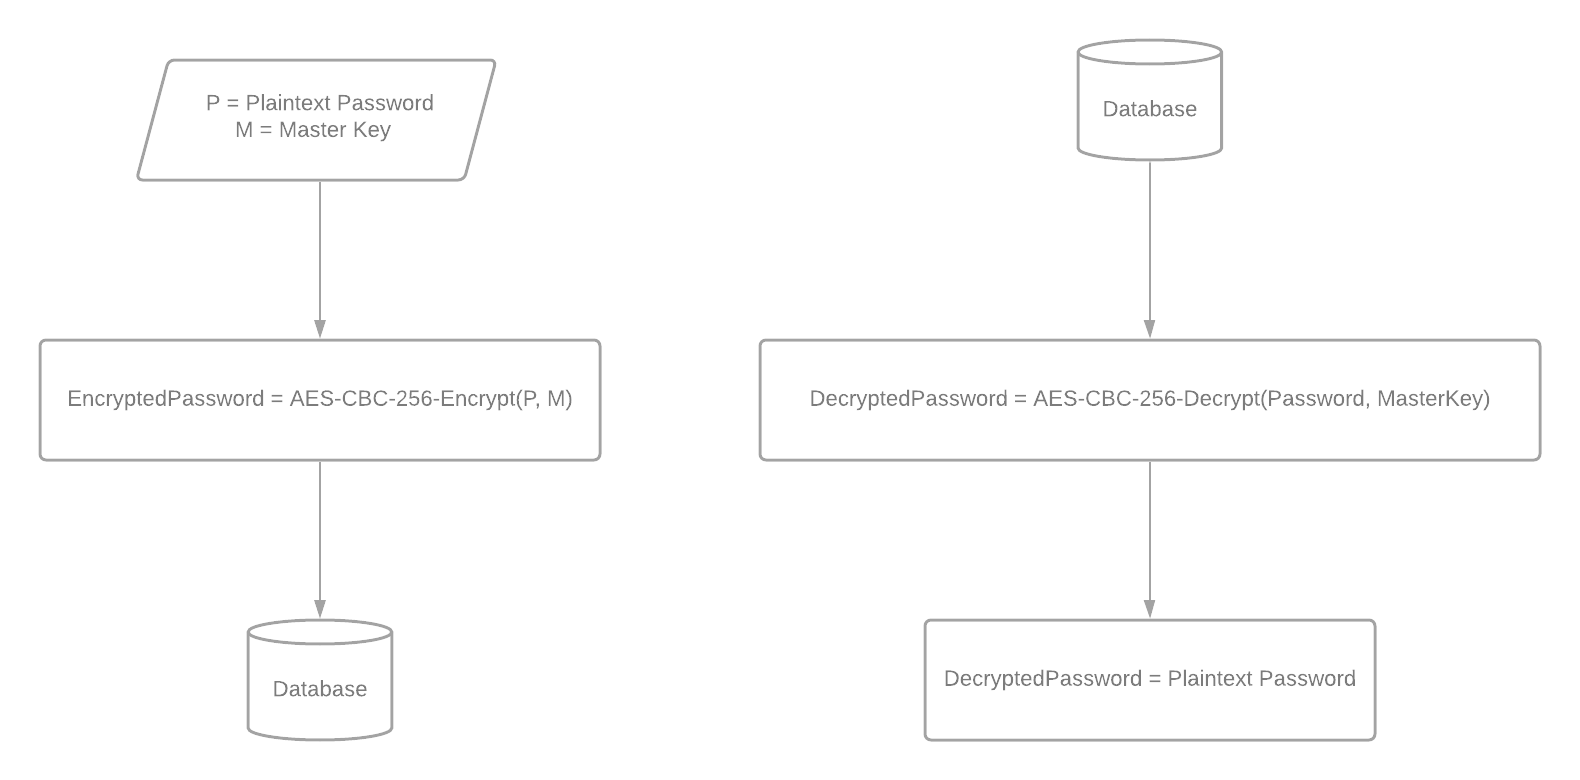 P = Plaintext Password
M = Master Key
EncryptedPassword = AES-CBC-256-Encrypt(P, M)
Database
Database
DecryptedPassword = AES-CBC-256-Decrypt(Password, MasterKey)
DecryptedPassword = Plaintext Password